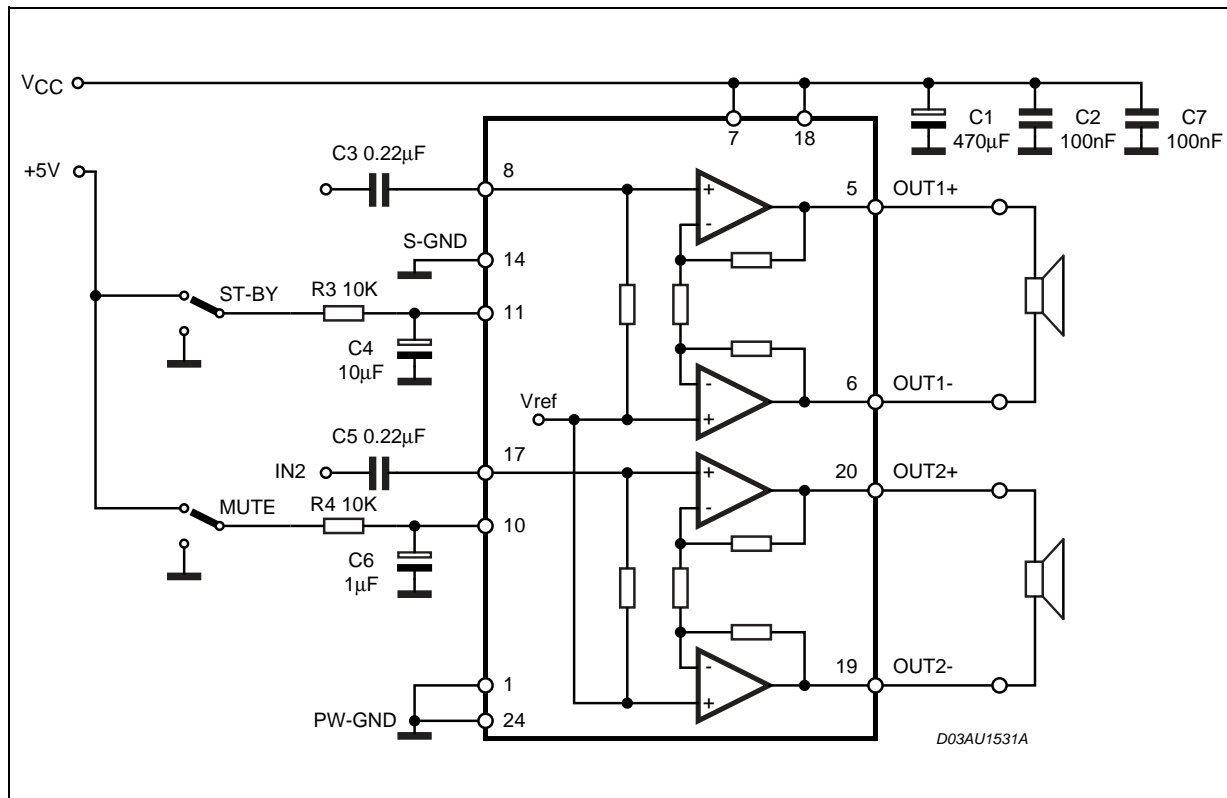 VCC
C1
470μF
C2
100nF
C7
100nF
7
18
+5V
C3 0.22μF
8
5
OUT1+
S-GND
14
ST-BY
R3 10K
11
C4
10μF
+
-
-
+
6
OUT1-
Vref
C5 0.22μF
IN2
17
20
OUT2+
MUTE
R4 10K
10
C6
1μF
+
-
-
+
19
OUT2-
1
PW-GND
24
D03AU1531A